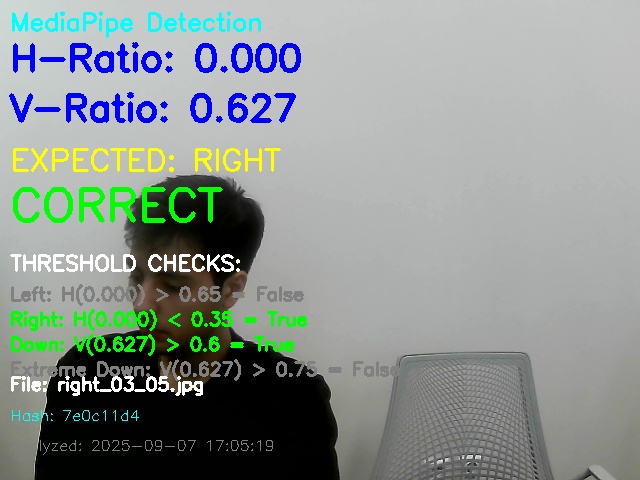 MediaPipe Detection
H-Ratio: 0.000
V-Ratio: 0.627
EXPECTED: RIGHT
CORRECT
THRESHOLD CHECKS:
Left: H(0.000) > 0.65 = False
Right: H(0.000) < 0.35 = True
Down: V(0.627) > 0.6 = True
Extreme Down: V(0.627) > 0.75 = False
File: right_03_05.jpg
Hash: 7e0c11d4
lyzed: 2025-09-07 17:05:19